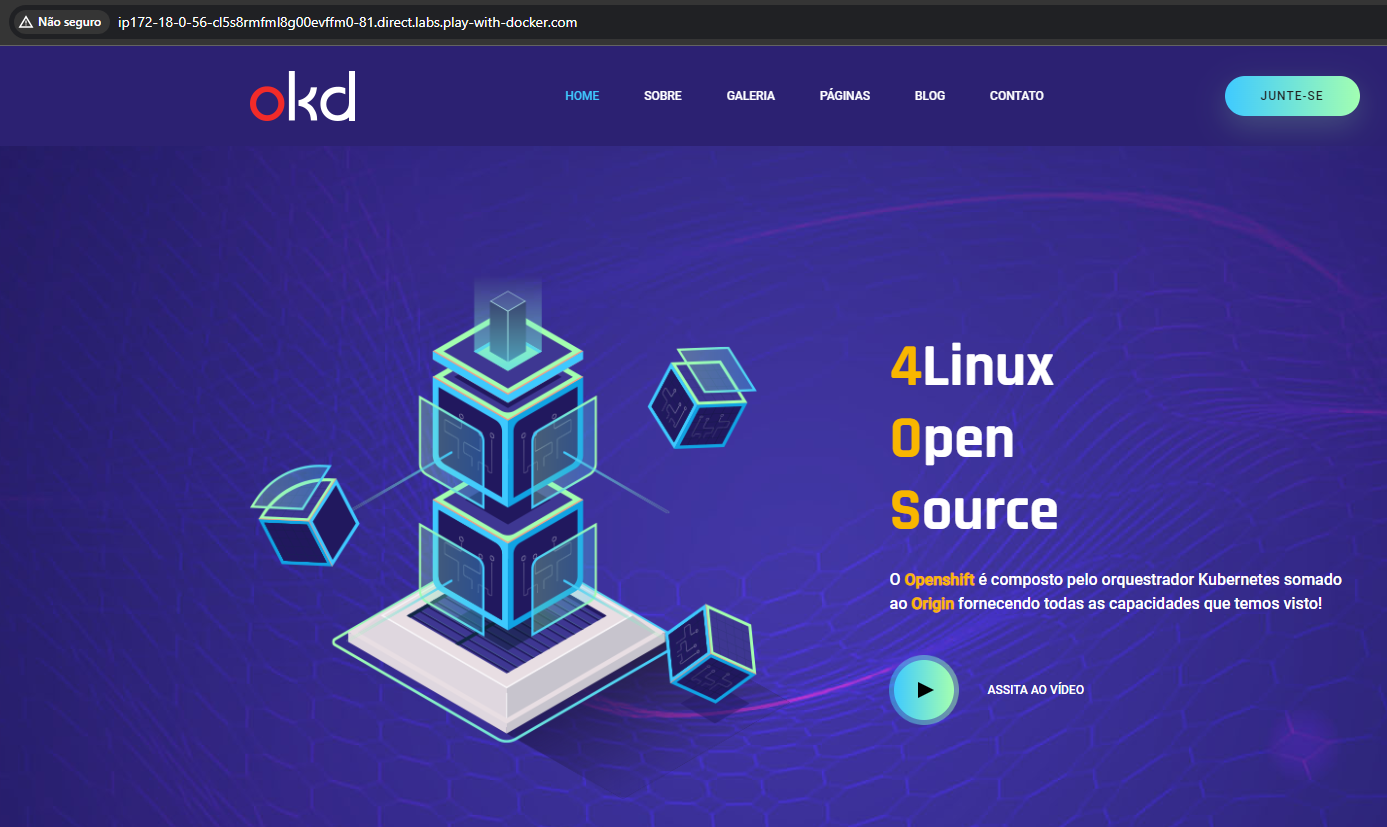 Não seguro
ip172-18-0-56-cl5s8rmfml8g00evffm0-81.direct.labs.play-with-docker.com
okd
HOME SOBRE GALERIA PÁGINAS BLOG CONTATO
JUNTE-SE
4Linux
Open
Source
O Openshift é composto pelo orquestrador Kubernetes somado
ao Origin fornecendo todas as capacidades que temos visto!
ASSITA AO VÍDEO